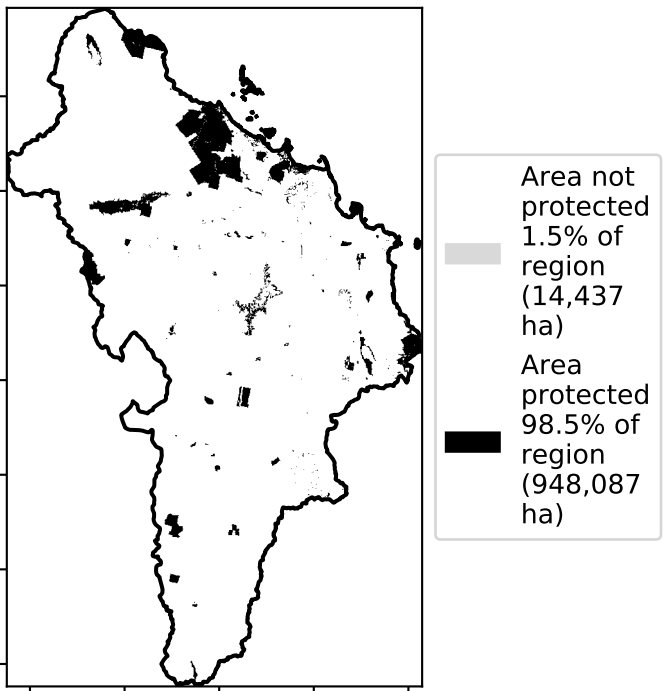 Area not
protected
1.5% of
region
(14,437
ha)
Area
protected
98.5% of
region
(948,087
ha)